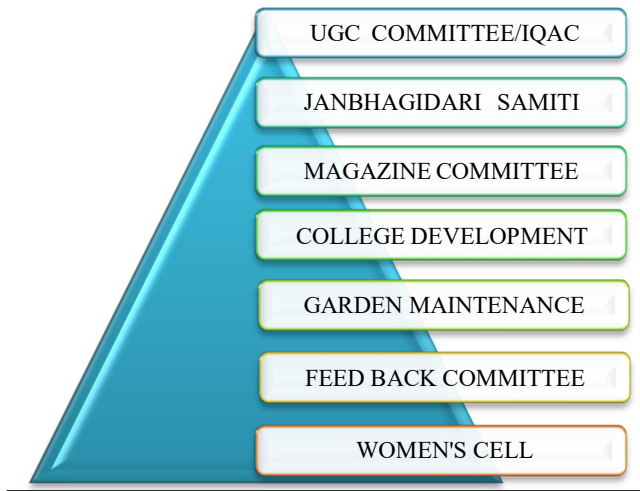 UGC COMMITTEE/IQAC
JANBHAGIDARI SAMITI
MAGAZINE COMMITTEE
COLLEGE DEVELOPMENT
GARDEN MAINTENANCE
FEED BACK COMMITTEE
WOMEN'S CELL